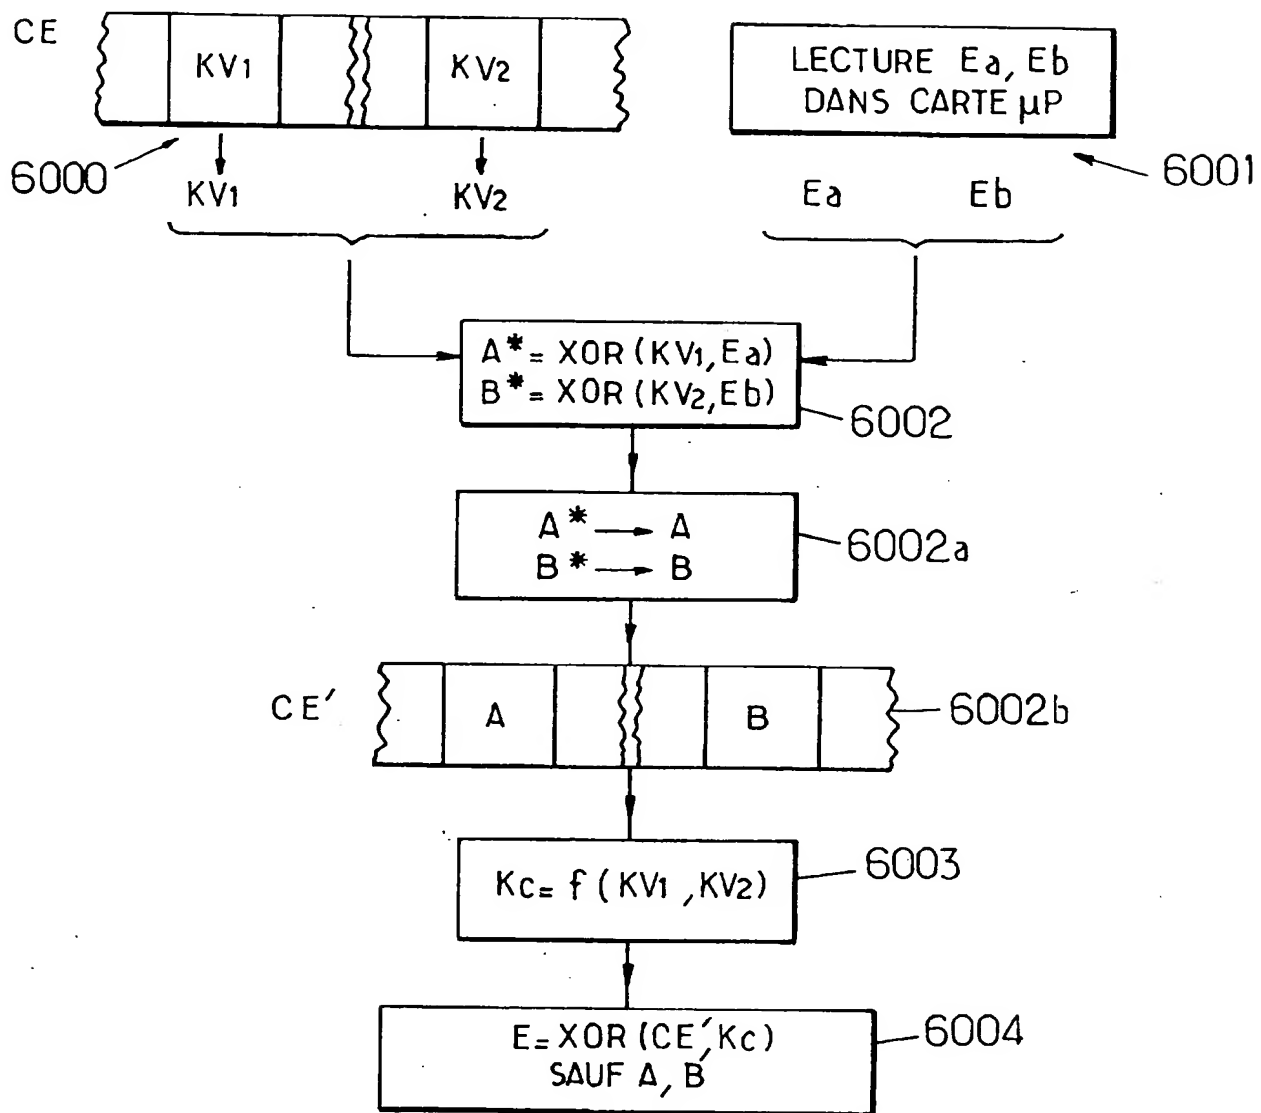 CE
KV1
KV2
LECTURE Ea, Eb
DANS CARTE µP
6000
6001
KV1
KV2
Ea
Eb
A* = XOR (KV1, Ea)
B* = XOR (KV2, Eb)
6002
A* → A
B* → B
6002a
CE′
A
B
6002b
Kc = f (KV1, KV2)
6003
E = XOR (CE′, Kc)
SAUF A, B
6004